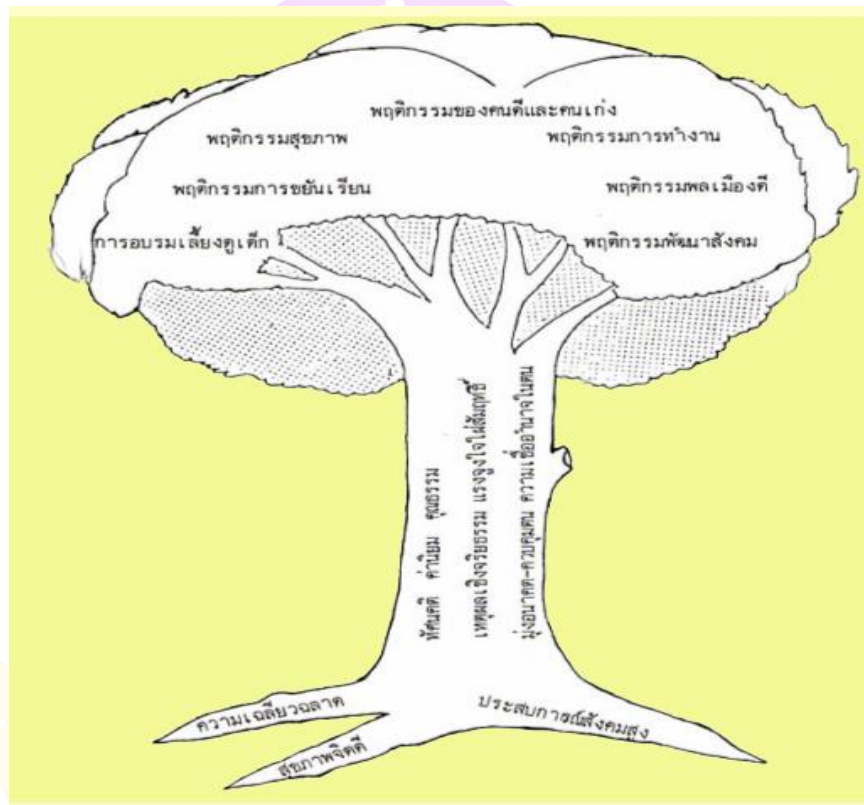 พฤติกรรมของคนดีและคนเก่ง
พฤติกรรมสุขภาพ
พฤติกรรมการทำงาน
พฤติกรรมการขยันเรียน
พฤติกรรมพลเมืองดี
การอบรมเลี้ยงดูเด็ก
พฤติกรรมพัฒนาสังคม
ทัศนคติ ค่านิยม คุณธรรม
เหตุผลเชิงจริยธรรม แรงจูงใจใฝ่สัมฤทธิ์
มุ่งอนาคต-ควบคุมตน ความเชื่ออำนาจในตน
ความเฉลียวฉลาด
ประสบการณ์สังคมสูง
สุขภาพจิตดี